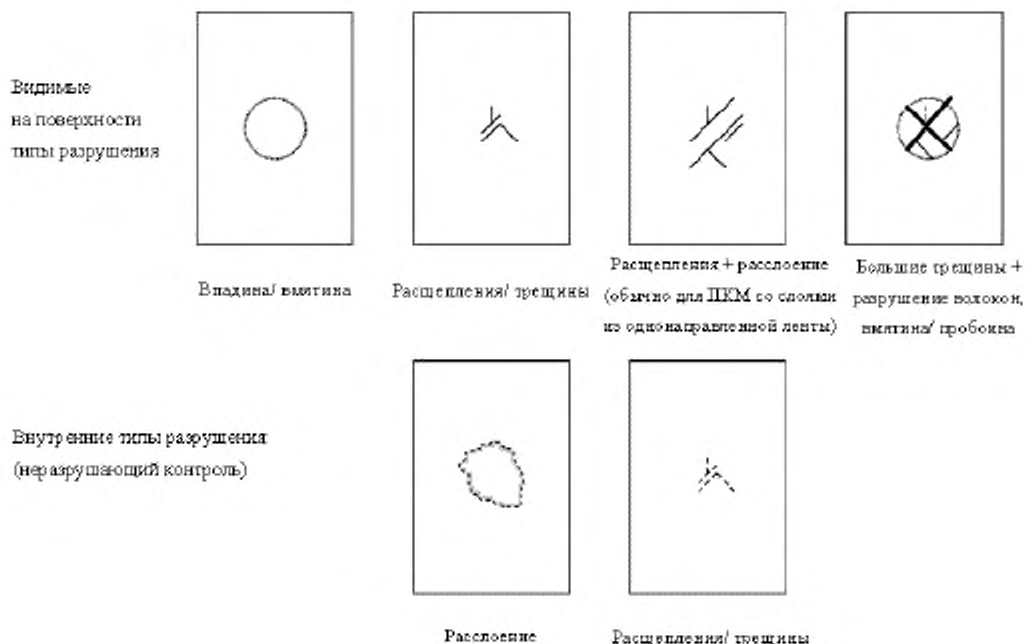 Видимые
на поверхности
типы разрушения
Впадина/ вмятина
Расщепления/ трещины
Расщепления + расслоение
(обычно для ПКМ со слоями
из однонаправленной ленты)
Большие трещины +
разрушение волокон,
вмятина/ пробоина
Внутренние типы разрушения
(неразрушающий контроль)
Расслоение
Расщепления/ трещины